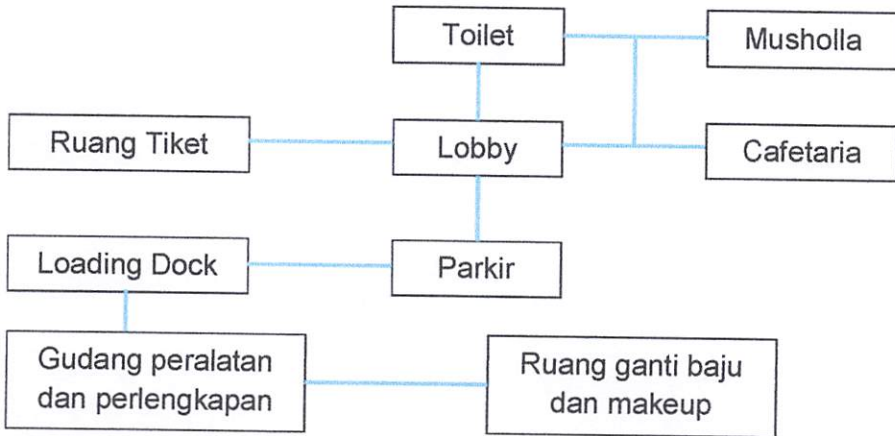 Toilet
Musholla
Ruang Tiket
Lobby
Cafetaria
Loading Dock
Parkir
Gudang peralatan
dan perlengkapan
Ruang ganti baju
dan makeup